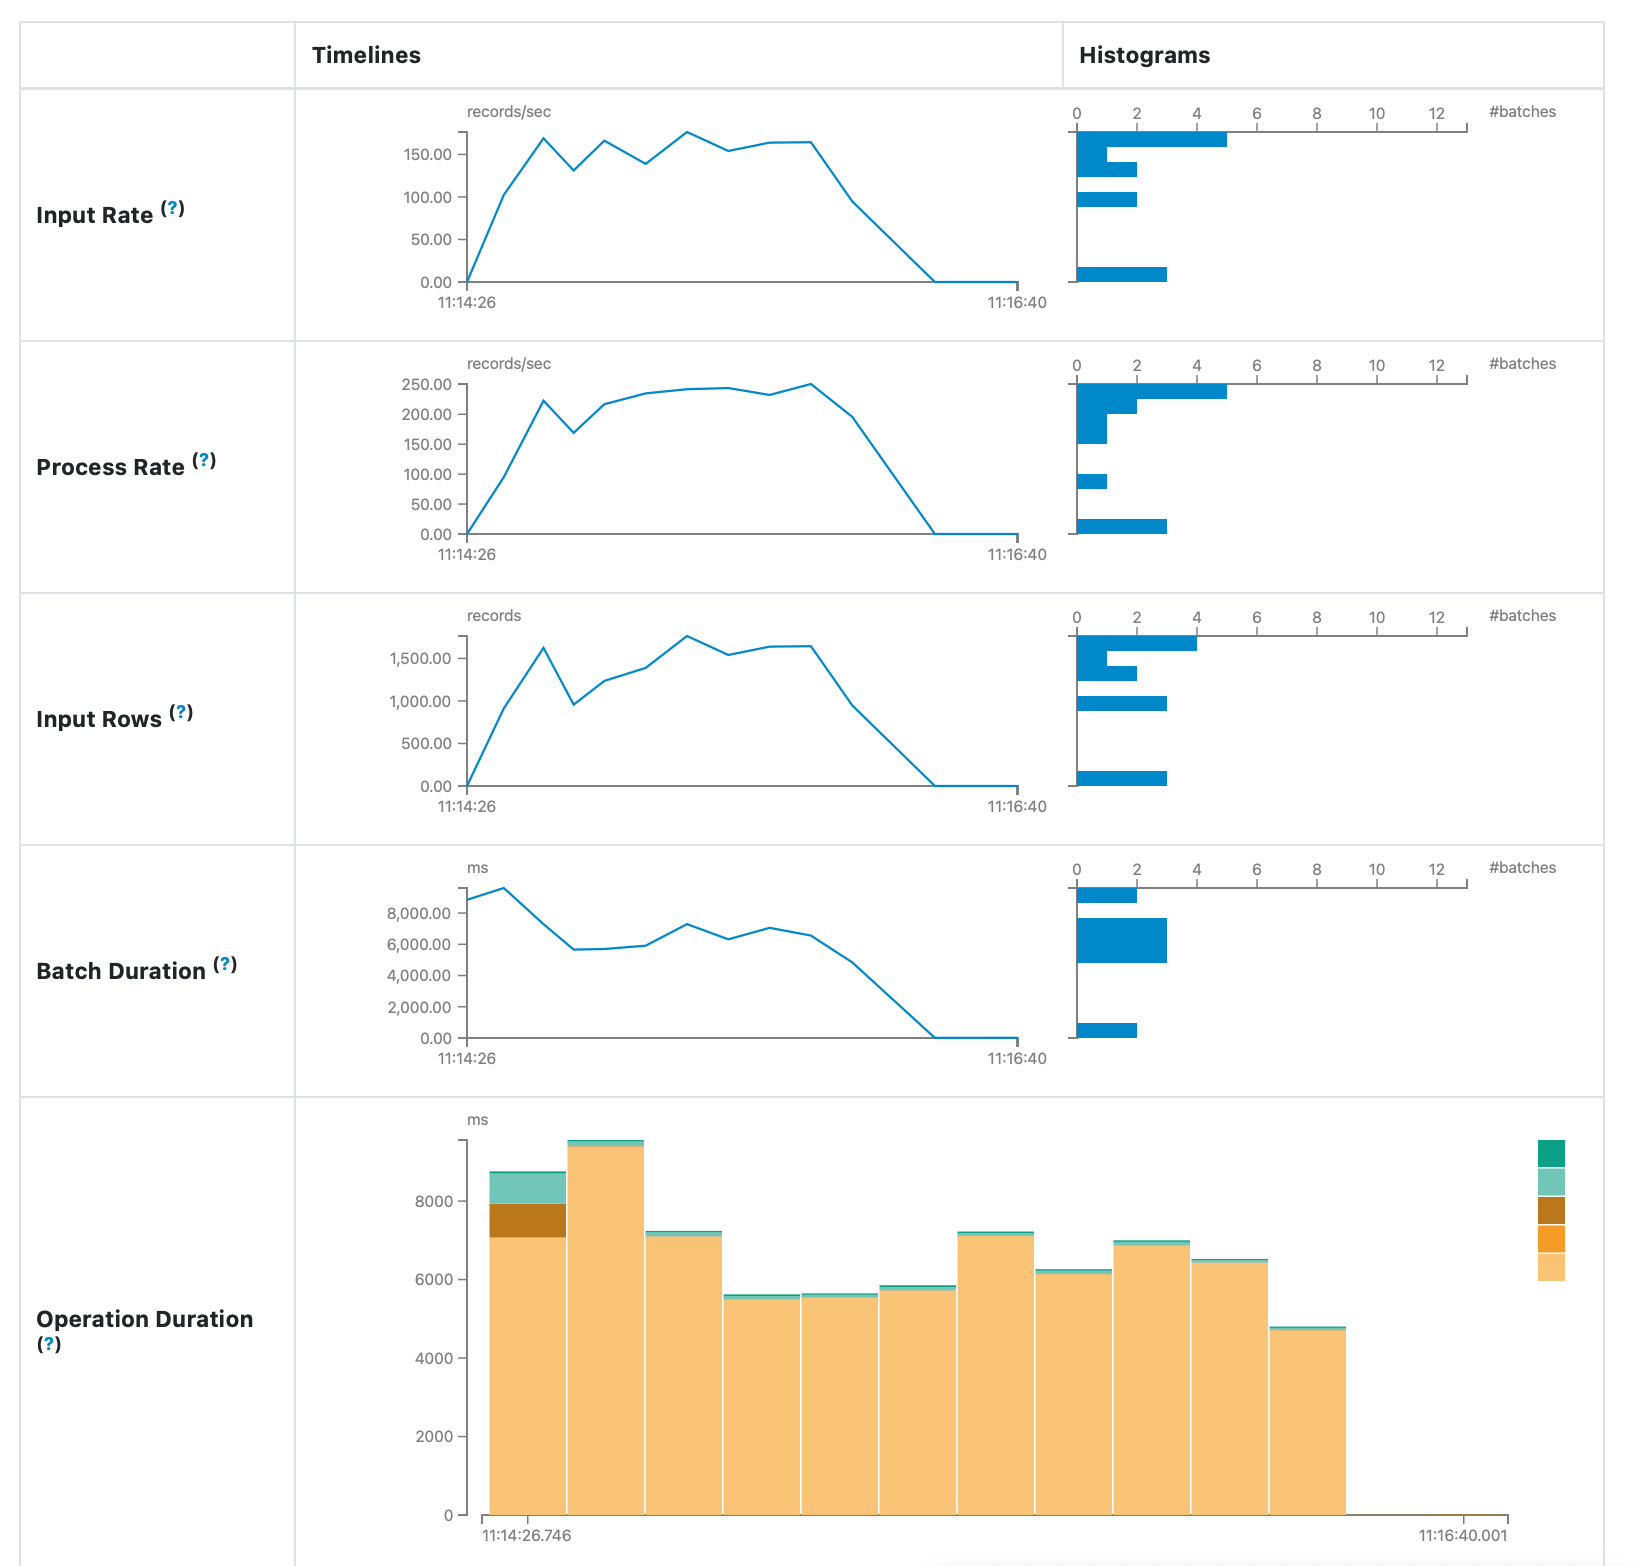 Timelines
Histograms
Input Rate (?)
records/sec
150.00
100.00
50.00
0.00
11:14:26
11:16:40
0 2 4 6 8 10 12 #batches
Process Rate (?)
records/sec
250.00
200.00
150.00
100.00
50.00
0.00
11:14:26
11:16:40
0 2 4 6 8 10 12 #batches
Input Rows (?)
records
1,500.00
1,000.00
500.00
0.00
11:14:26
11:16:40
0 2 4 6 8 10 12 #batches
Batch Duration (?)
ms
8,000.00
6,000.00
4,000.00
2,000.00
0.00
11:14:26
11:16:40
0 2 4 6 8 10 12 #batches
Operation Duration
(?)
ms
8000
6000
4000
2000
0
11:14:26.746
11:16:40.001